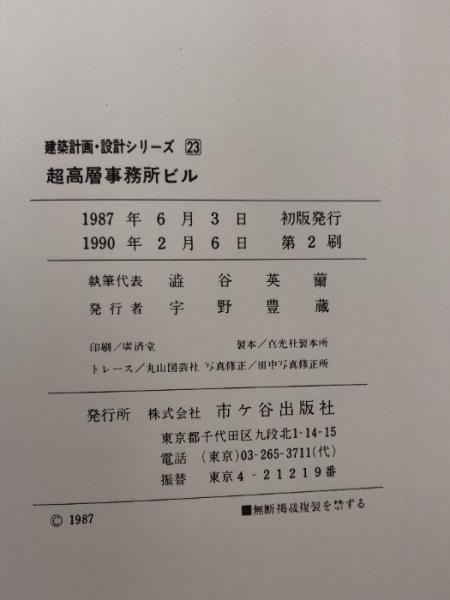 建築計画・設計シリーズ 23
超高層事務所ビル
1987 年 6 月 3 日 初版発行
1990 年 2 月 6 日 第 2 刷
執筆代表 澁 谷 英 爾
発行者 宇 野 豊 蔵
印刷/廣済堂 製本/真光社製本所
トレース/丸山図芸社 写真修正/田中写真修正所
発行所 株式会社 市ケ谷出版社
東京都千代田区九段北1-14-15
電話 (東京)03-265-3711(代)
振替 東京4-21219番
© 1987 ■無断掲載複製を禁ずる